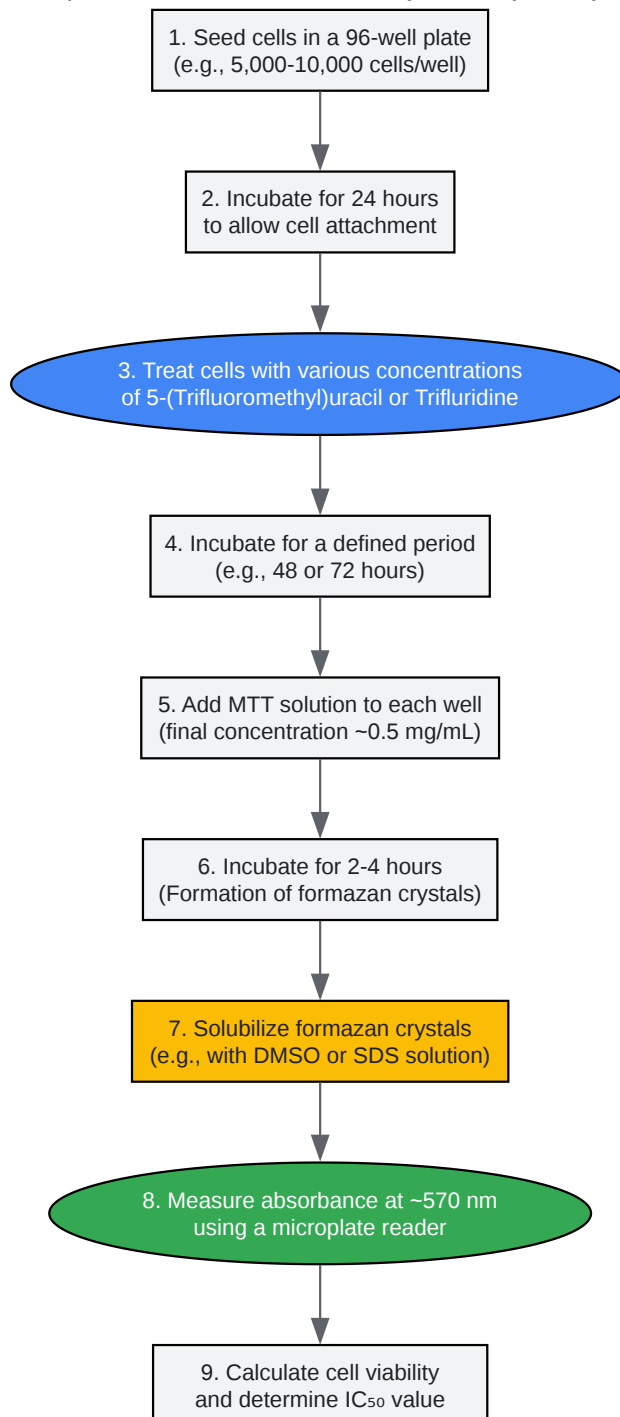 1. Seed cells in a 96-well plate
(e.g., 5,000-10,000 cells/well)
2. Incubate for 24 hours
to allow cell attachment
3. Treat cells with various concentrations
of 5-(Trifluoromethyl)uracil or Trifluridine
4. Incubate for a defined period
(e.g., 48 or 72 hours)
5. Add MTT solution to each well
(final concentration ~0.5 mg/mL)
6. Incubate for 2-4 hours
(Formation of formazan crystals)
7. Solubilize formazan crystals
(e.g., with DMSO or SDS solution)
8. Measure absorbance at ~570 nm
using a microplate reader
9. Calculate cell viability
and determine IC₅₀ value